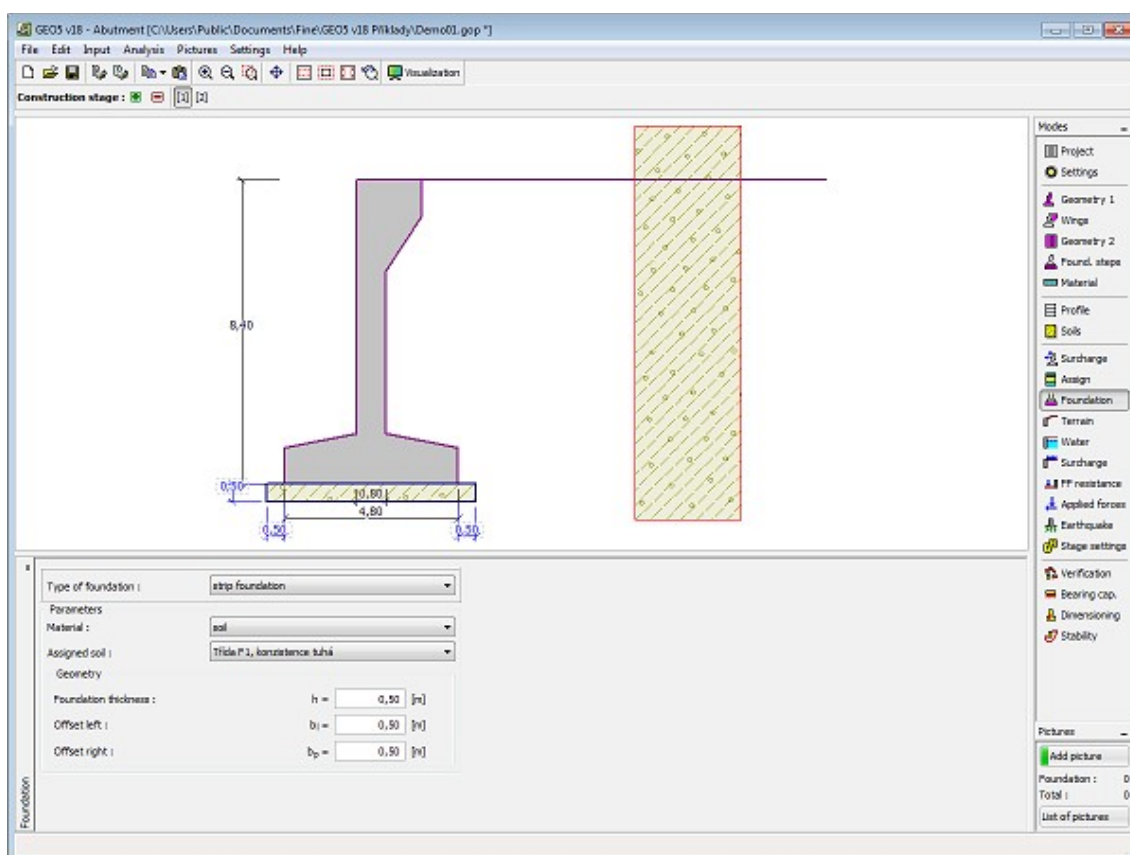 GEO5 v18 - Abutment [C:\Users\Public\Documents\Fine\GEO5 v18 Příklady\Demo01.gop *]
File Edit Input Analysis Pictures Settings Help
Visualization
Construction stage : [1] [2]
Modes
Project
Settings
Geometry 1
Wings
Geometry 2
Found. steps
Material
Profile
Soils
Surcharge
Assign
Foundation
Terrain
Water
Surcharge
FF resistance
Applied forces
Earthquake
Stage settings
Verification
Bearing cap.
Dimensioning
Stability
8,40
0,50
0,80
4,80
0,50 0,50
Type of foundation : strip foundation
Parameters
Material : soil
Assigned soil : Třída F1, konzistence tuhá
Geometry
Foundation thickness : h = 0,50 [m]
Offset left : bl = 0,50 [m]
Offset right : bp = 0,50 [m]
Foundation
Pictures
Add picture
Foundation : 0
Total : 0
List of pictures